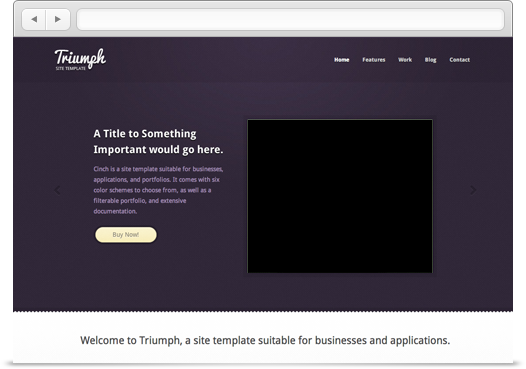 Triumph
SITE TEMPLATE
Home Features Work Blog Contact
A Title to Something
Important would go here.
Cinch is a site template suitable for businesses,
applications, and portfolios. It comes with six
color schemes to choose from, as well as a
filterable portfolio, and extensive
documentation.
Buy Now!
Welcome to Triumph, a site template suitable for businesses and applications.